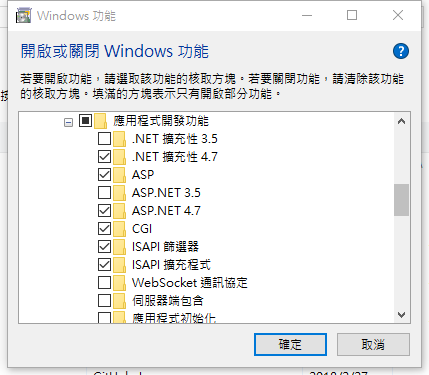 Windows 功能
開啟或關閉 Windows 功能
若要開啟功能，請選取該功能的核取方塊。若要關閉功能，請清除該功能
的核取方塊。填滿的方塊表示只有開啟部分功能。
應用程式開發功能
.NET 擴充性 3.5
.NET 擴充性 4.7
ASP
ASP.NET 3.5
ASP.NET 4.7
CGI
ISAPI 篩選器
ISAPI 擴充程式
WebSocket 通訊協定
伺服器端包含
應用程式初始化
確定
取消